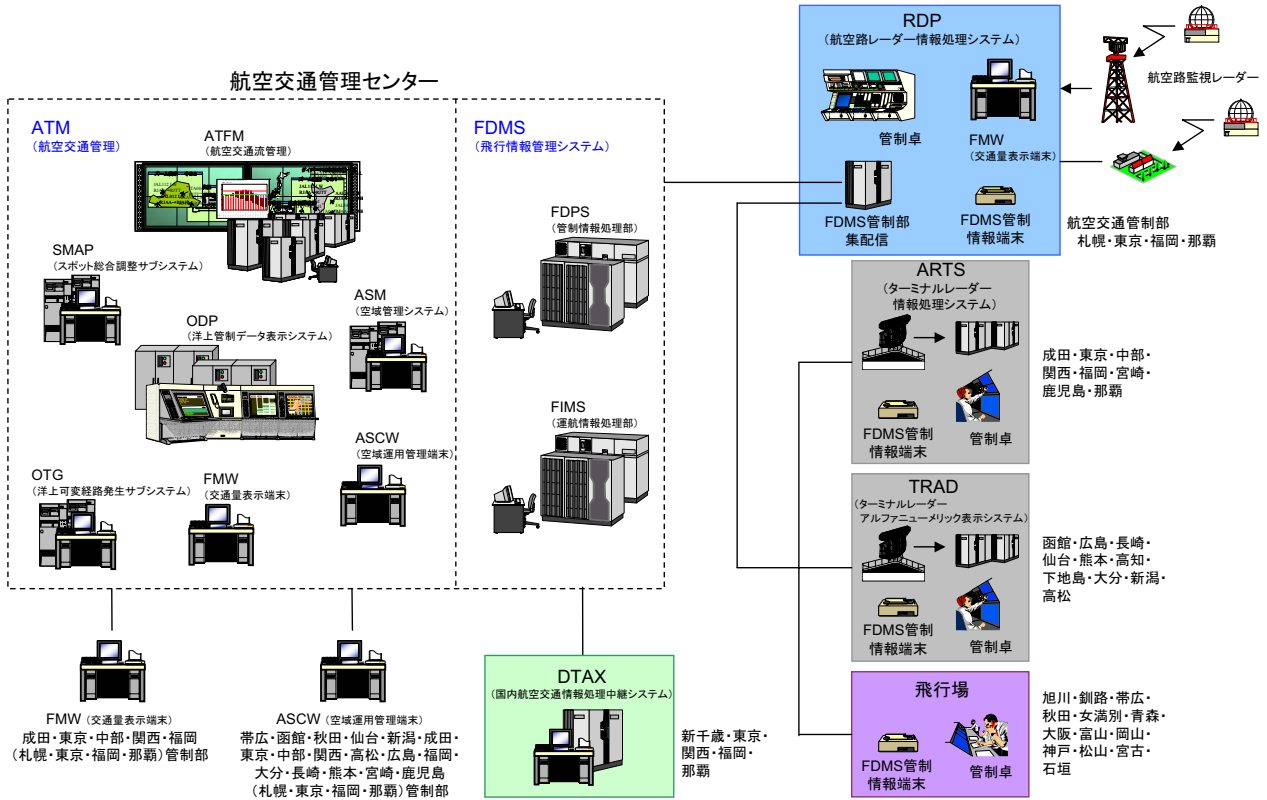 航空交通管理センター
ATM
(航空交通管理)
ATFM
(航空交通流管理)
SMAP
(スポット総合調整サブシステム)
ASM
(空域管理システム)
ODP
(洋上管制データ表示システム)
ASCW
(空域運用管理端末)
OTG
(洋上可変経路発生サブシステム)
FMW
(交通量表示端末)
FDMS
(飛行情報管理システム)
FDPS
(管制情報処理部)
FIMS
(運航情報処理部)
FMW (交通量表示端末)
成田・東京・中部・関西・福岡
(札幌・東京・福岡・那覇)管制部
ASCW (空域運用管理端末)
帯広・函館・秋田・仙台・新潟・成田・
東京・中部・関西・高松・広島・福岡・
大分・長崎・熊本・宮崎・鹿児島
(札幌・東京・福岡・那覇)管制部
DTAX
(国内航空交通情報処理中継システム)
新千歳・東京・
関西・福岡・
那覇
RDP
(航空路レーダー情報処理システム)
管制卓
FMW
(交通量表示端末)
FDMS管制部
集配信
FDMS管制
情報端末
航空路監視レーダー
航空交通管制部
札幌・東京・福岡・那覇
ARTS
(ターミナルレーダー
情報処理システム)
FDMS管制
情報端末
管制卓
成田・東京・中部・
関西・福岡・宮崎・
鹿児島・那覇
TRAD
(ターミナルレーダー
アルファニューメリック表示システム)
FDMS管制
情報端末
管制卓
函館・広島・長崎・
仙台・熊本・高知・
下地島・大分・新潟・
高松
飛行場
FDMS管制
情報端末
管制卓
旭川・釧路・帯広・
秋田・女満別・青森・
大阪・富山・岡山・
神戸・松山・宮古・
石垣